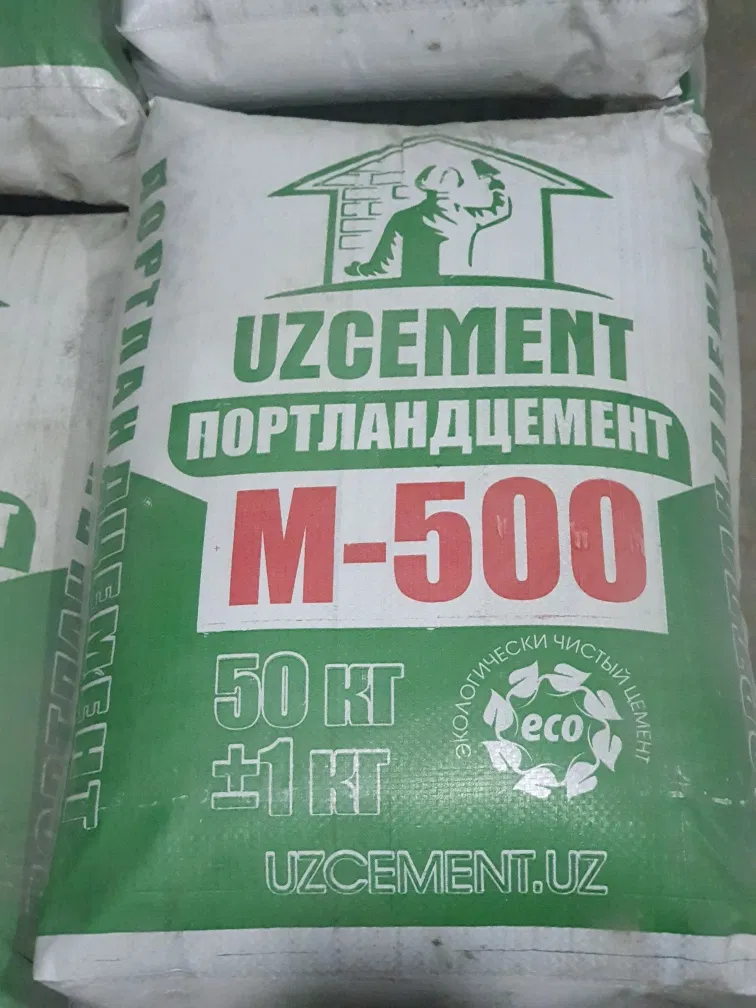 UZCEMENT
ПОРТЛАНДЦЕМЕНТ
М-500
50 КГ
±1 КГ
ЭКОЛОГИЧЕСКИ ЧИСТЫЙ ЦЕМЕНТ
eco
UZCEMENT.UZ
ПОРТЛАНДЦЕМЕНТ